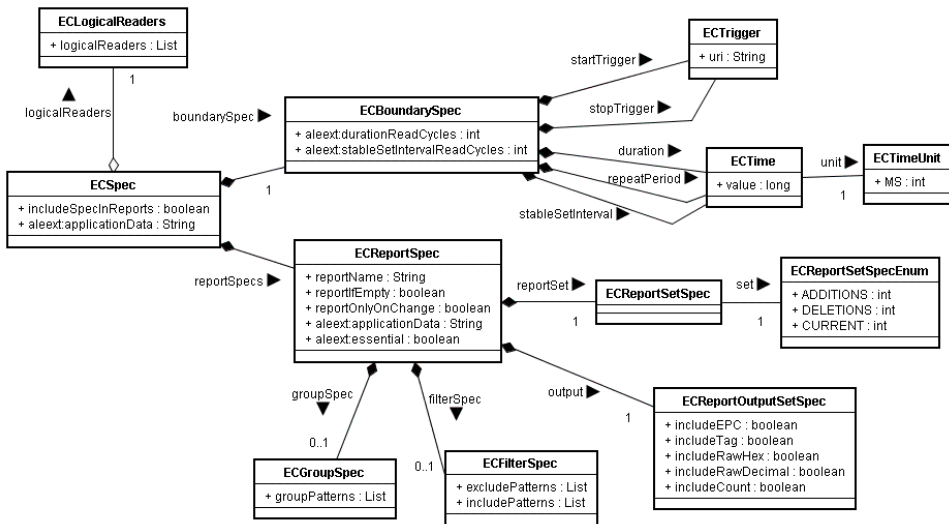 ECLogicalReaders
+ logicalReaders : List
1
logicalReaders
ECTrigger
+ uri : String
startTrigger
stopTrigger
boundarySpec
1
ECBoundarySpec
+ aleext:durationReadCycles : int
+ aleext:stableSetIntervalReadCycles : int
duration
repeatPeriod
stableSetInterval
ECTime
+ value : long
unit
1
ECTimeUnit
+ MS : int
ECSpec
+ includeSpecInReports : boolean
+ aleext:applicationData : String
reportSpecs
ECReportSpec
+ reportName : String
+ reportIfEmpty : boolean
+ reportOnlyOnChange : boolean
+ aleext:applicationData : String
+ aleext:essential : boolean
reportSet
1
ECReportSetSpec
set
1
ECReportSetSpecEnum
+ ADDITIONS : int
+ DELETIONS : int
+ CURRENT : int
groupSpec
0..1
filterSpec
0..1
output
1
ECGroupSpec
+ groupPatterns : List
ECFilterSpec
+ excludePatterns : List
+ includePatterns : List
ECReportOutputSetSpec
+ includeEPC : boolean
+ includeTag : boolean
+ includeRawHex : boolean
+ includeRawDecimal : boolean
+ includeCount : boolean